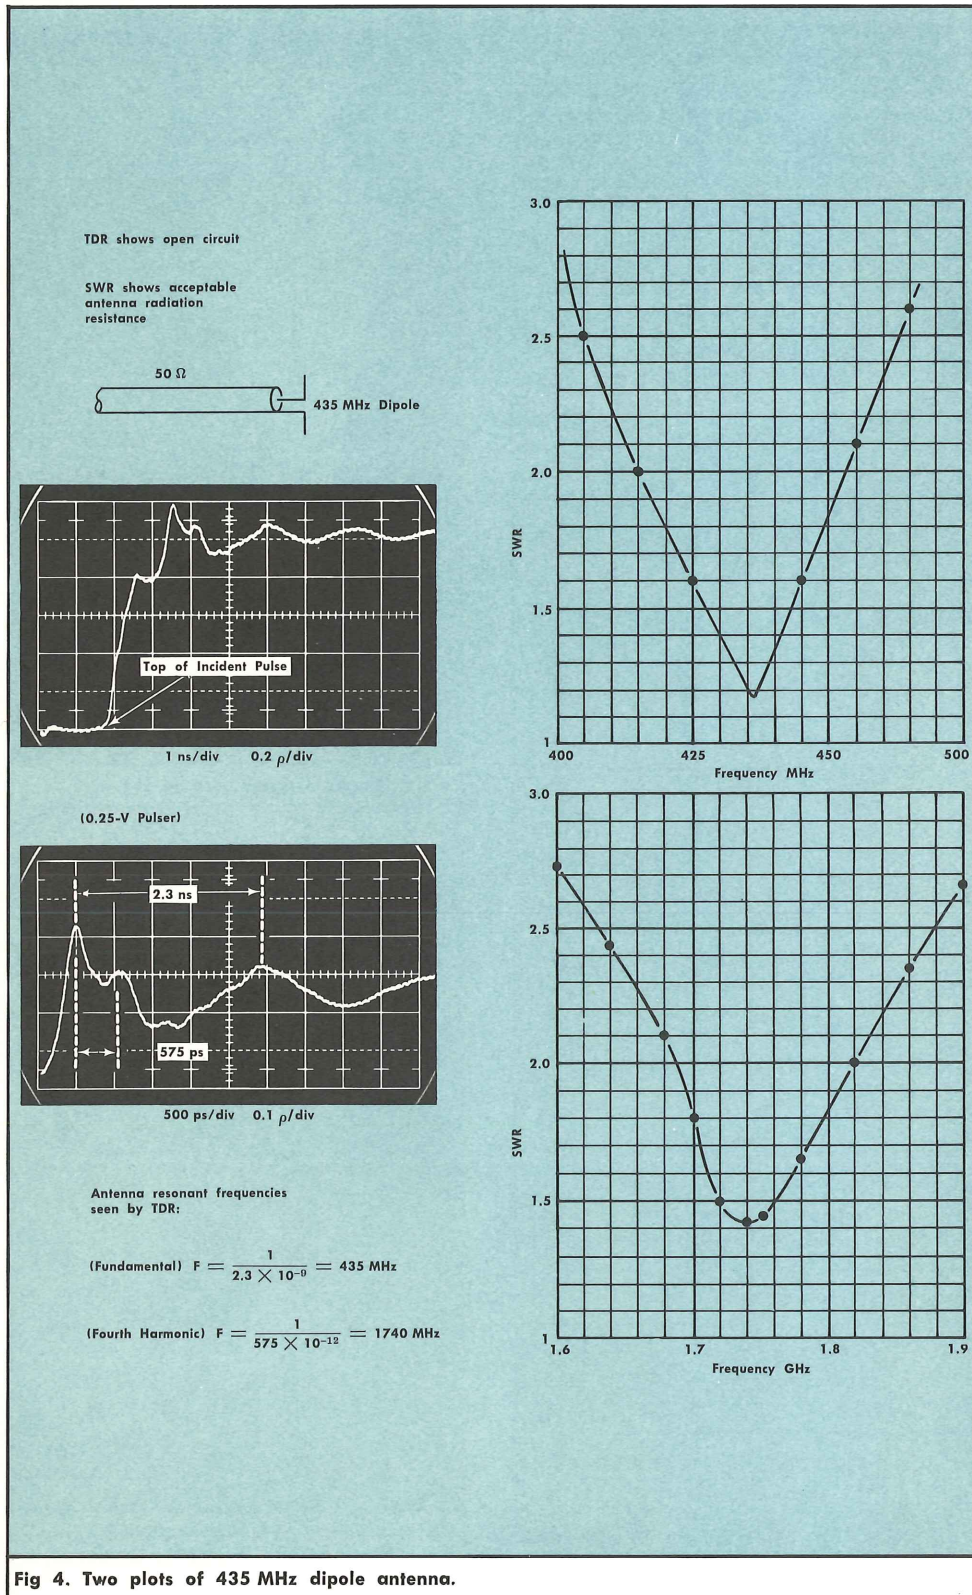 TDR shows open circuit
SWR shows acceptable
antenna radiation
resistance
50 Ω
435 MHz Dipole
Top of Incident Pulse
1 ns/div 0.2 ρ/div
(0.25-V Pulser)
2.3 ns
575 ps
500 ps/div 0.1 ρ/div
Antenna resonant frequencies
seen by TDR:
(Fundamental) F = 1 / 2.3 × 10⁻⁹ = 435 MHz
(Fourth Harmonic) F = 1 / 575 × 10⁻¹² = 1740 MHz
3.0
2.5
2.0
1.5
1
SWR
400 425 450 500
Frequency MHz
3.0
2.5
2.0
1.5
1
SWR
1.6 1.7 1.8 1.9
Frequency GHz
Fig 4. Two plots of 435 MHz dipole antenna.